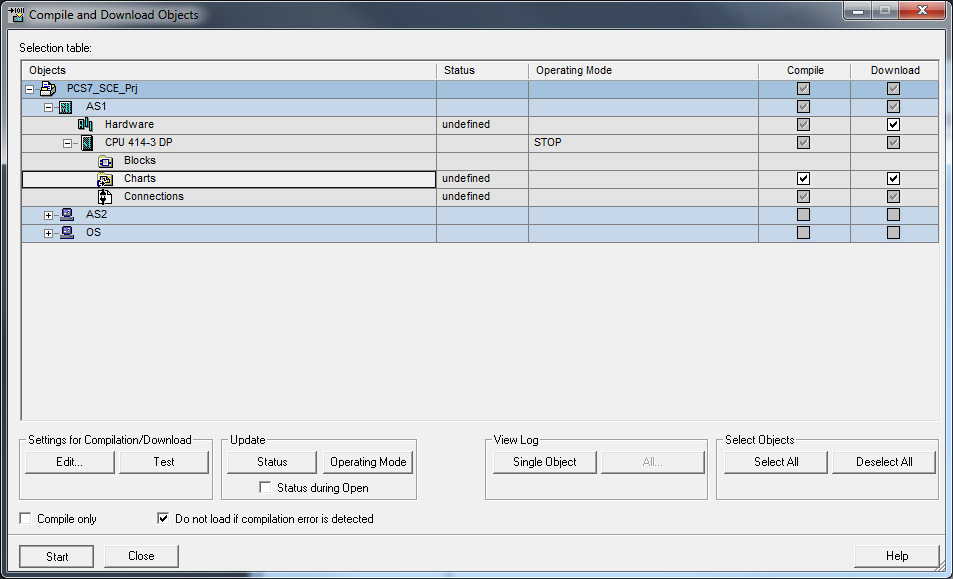 Compile and Download Objects
Selection table:
Objects Status Operating Mode Compile Download
PCS7_SCE_Prj
AS1
Hardware undefined
CPU 414-3 DP STOP
Blocks
Charts undefined
Connections undefined
AS2
OS
Settings for Compilation/Download Update View Log Select Objects
Edit... Test Status Operating Mode Single Object All... Select All Deselect All
Status during Open
Compile only Do not load if compilation error is detected
Start Close Help